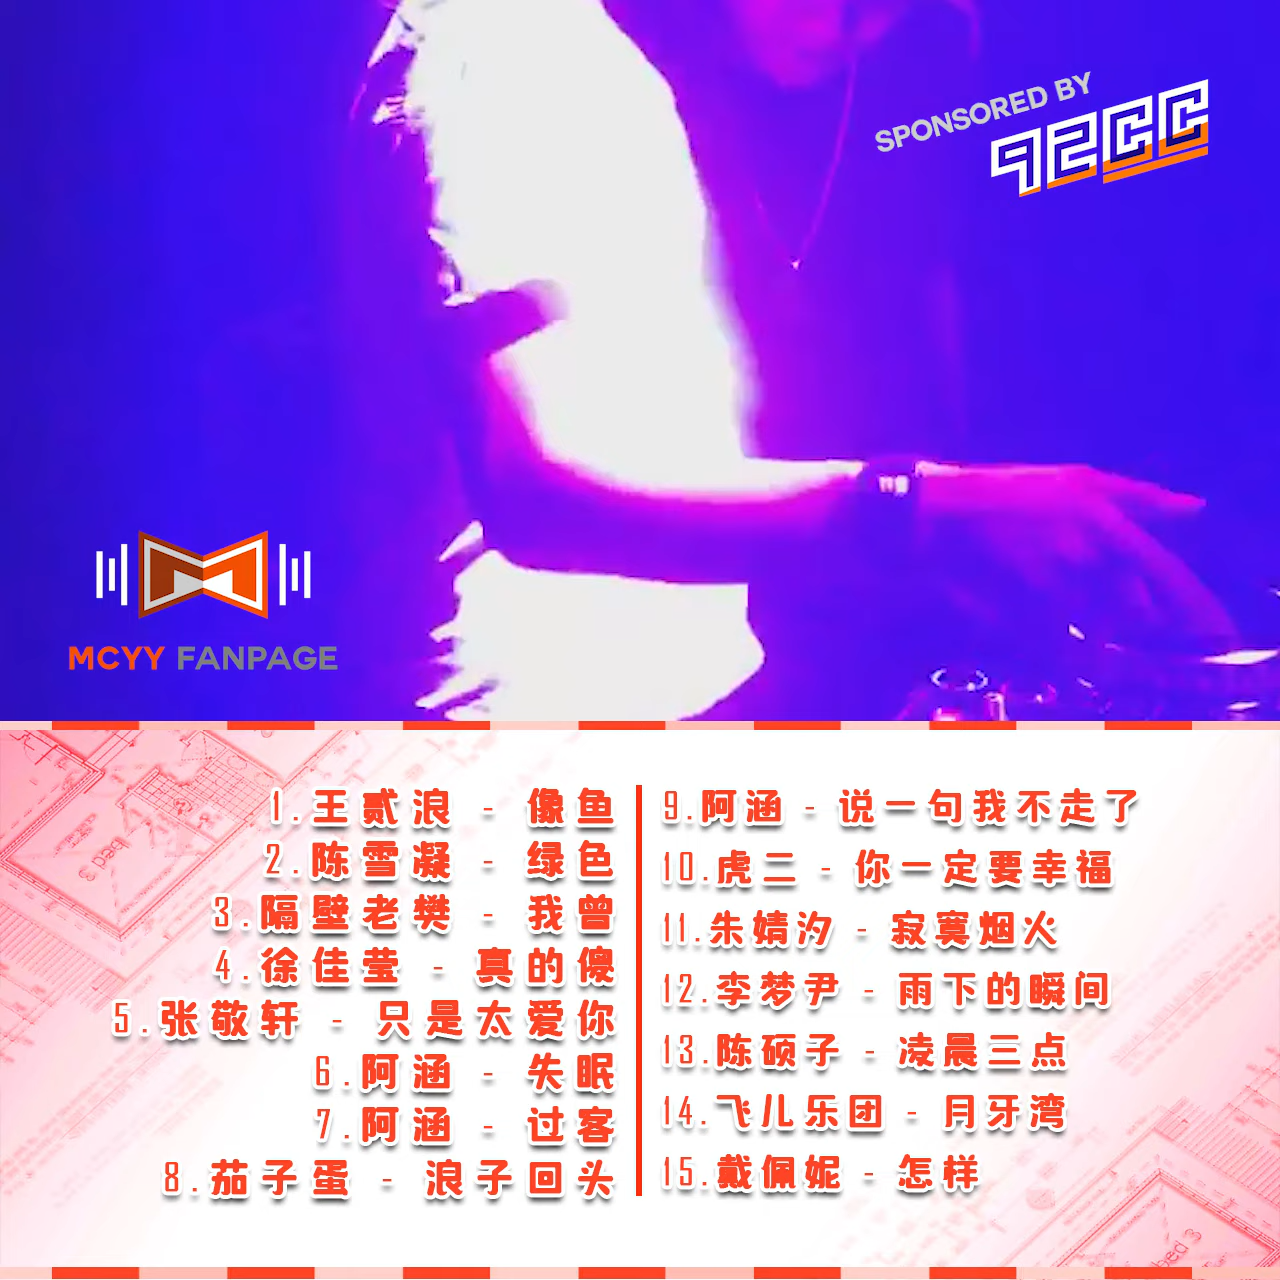 SPONSORED BY
92CC
MCYY FANPAGE
1.王贰浪 - 像鱼
2.陈雪凝 - 绿色
3.隔壁老樊 - 我曾
4.徐佳莹 - 真的傻
5.张敬轩 - 只是太爱你
6.阿涵 - 失眠
7.阿涵 - 过客
8.茄子蛋 - 浪子回头
9.阿涵 - 说一句我不走了
10.虎二 - 你一定要幸福
11.朱婧汐 - 寂寞烟火
12.李梦尹 - 雨下的瞬间
13.陈硕子 - 凌晨三点
14.飞儿乐团 - 月牙湾
15.戴佩妮 - 怎样